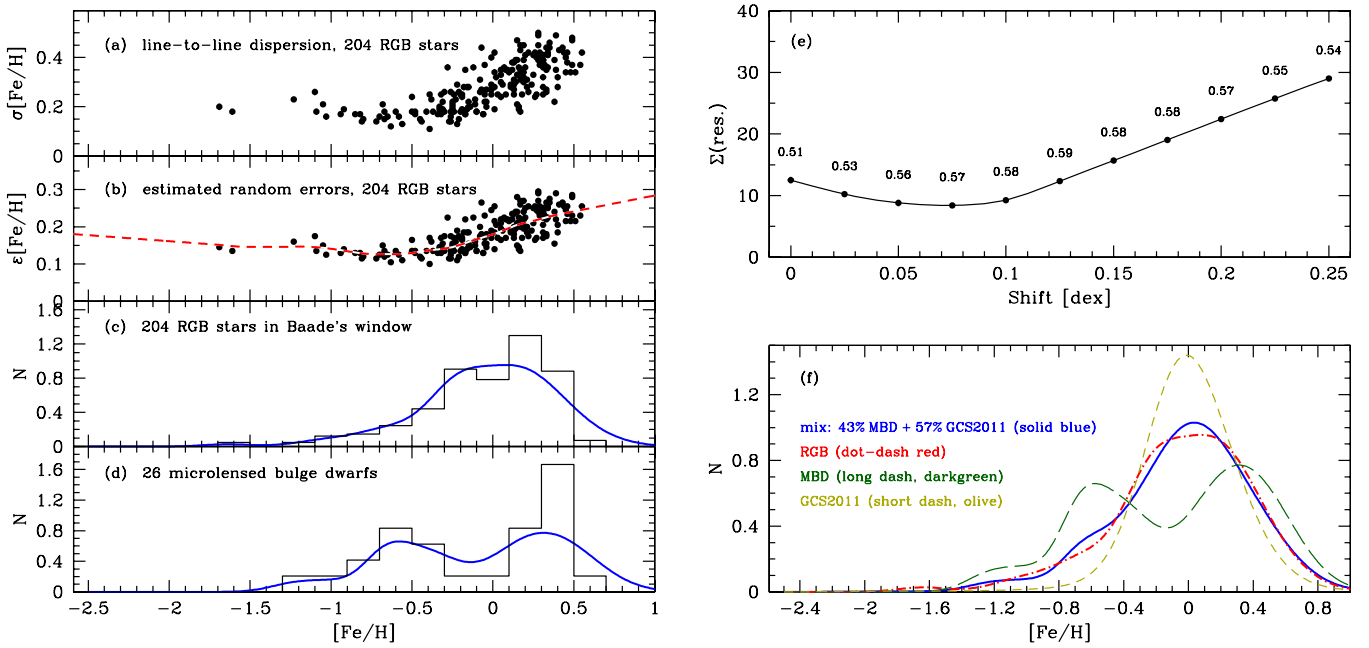 (a) line-to-line dispersion, 204 RGB stars
σ[Fe/H]
0.4
0.2
0
(b) estimated random errors, 204 RGB stars
ε[Fe/H]
0.3
0.2
0.1
0
(c) 204 RGB stars in Baade's window
N
1.6
1.2
0.8
0.4
0
(d) 26 microlensed bulge dwarfs
N
1.6
1.2
0.8
0.4
0
-2.5 -2 -1.5 -1 -0.5 0 0.5 1
[Fe/H]
(e)
Σ(res.)
40
30
20
10
0
0.51 0.53 0.56 0.57 0.58 0.59 0.58 0.58 0.57 0.55 0.54
0 0.05 0.1 0.15 0.2 0.25
Shift [dex]
(f)
N
1.2
0.8
0.4
0
mix: 43% MBD + 57% GCS2011 (solid blue)
RGB (dot-dash red)
MBD (long dash, darkgreen)
GCS2011 (short dash, olive)
-2.4 -2 -1.6 -1.2 -0.8 -0.4 0 0.4 0.8
[Fe/H]